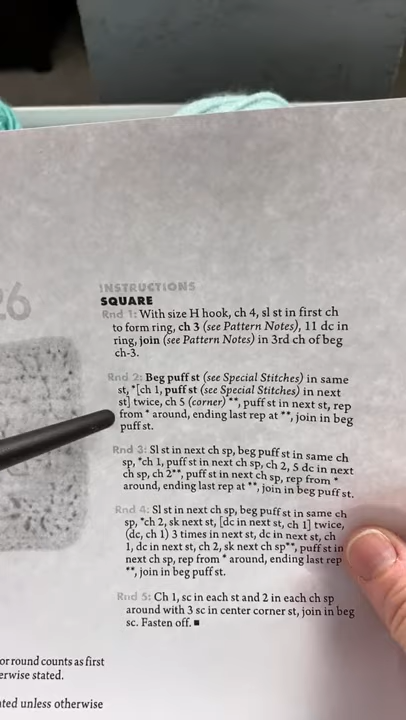 26
INSTRUCTIONS
SQUARE
Rnd 1: With size H hook, ch 4, sl st in first ch
to form ring, ch 3 (see Pattern Notes), 11 dc in
ring, join (see Pattern Notes) in 3rd ch of beg
ch-3.
Rnd 2: Beg puff st (see Special Stitches) in same
st, *[ch 1, puff st (see Special Stitches) in next
st] twice, ch 5 (corner)**, puff st in next st, rep
from * around, ending last rep at **, join in beg
puff st.
Rnd 3: Sl st in next ch sp, beg puff st in same ch
sp, *ch 1, puff st in next ch sp, ch 2, 5 dc in next
ch sp, ch 2**, puff st in next ch sp, rep from *
around, ending last rep at **, join in beg puff st.
Rnd 4: Sl st in next ch sp, beg puff st in same ch
sp, *ch 2, sk next st, [dc in next st, ch 1] twice,
(dc, ch 1) 3 times in next st, dc in next st, ch
1, dc in next st, ch 2, sk next ch sp**, puff st in
next ch sp, rep from * around, ending last rep
**, join in beg puff st.
Rnd 5: Ch 1, sc in each st and 2 in each ch sp
around with 3 sc in center corner st, join in beg
sc. Fasten off. ■
or round counts as first
erwise stated.
ated unless otherwise